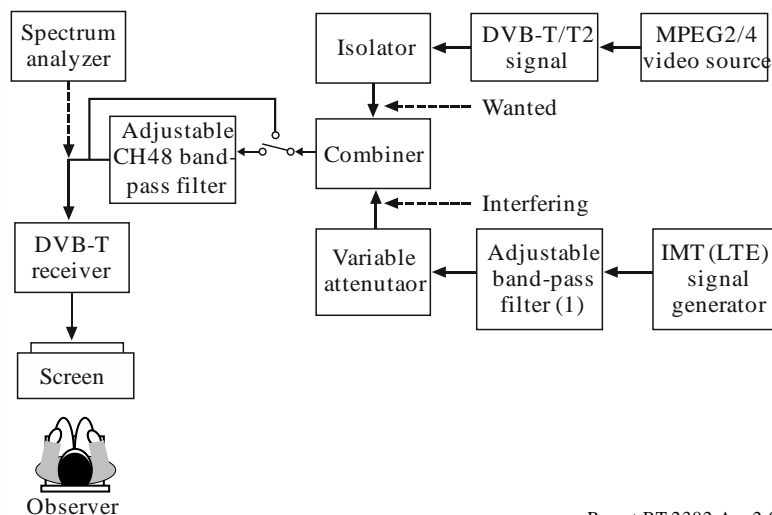 Spectrum
analyzer
Isolator
DVB-T/T2
signal
MPEG2/4
video source
Wanted
Adjustable
CH48 band-
pass filter
Combiner
Interfering
DVB-T
receiver
Variable
attenutaor
Adjustable
band-pass
filter (1)
IMT (LTE)
signal
generator
Screen
Observer